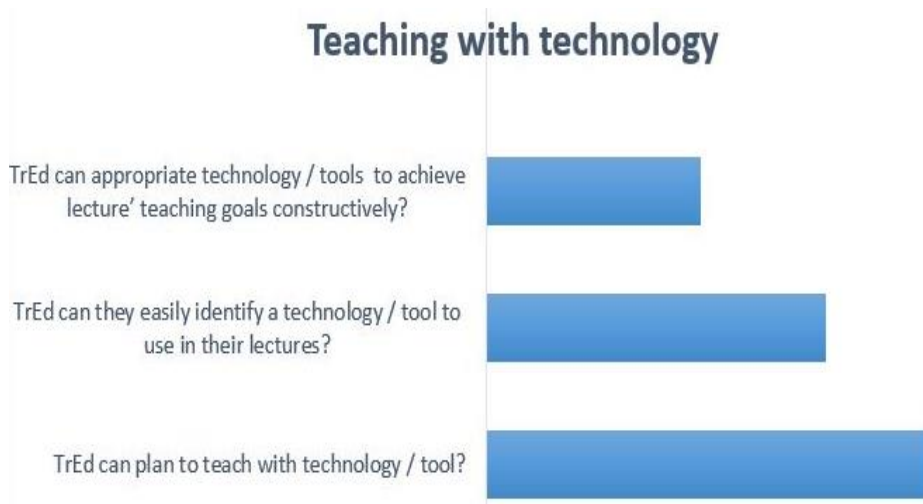 Teaching with technology
TrEd can appropriate technology / tools  to achieve
lecture’ teaching goals constructively?
TrEd can they easily identify a technology / tool to
use in their lectures?
TrEd can plan to teach with technology / tool?